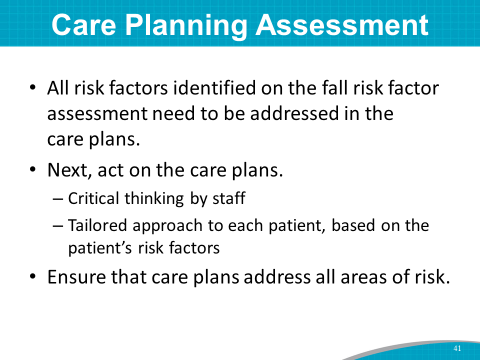 Care Planning Assessment
• All risk factors identified on the fall risk factor
assessment need to be addressed in the
care plans.
• Next, act on the care plans.
– Critical thinking by staff
– Tailored approach to each patient, based on the
patient’s risk factors
• Ensure that care plans address all areas of risk.
41